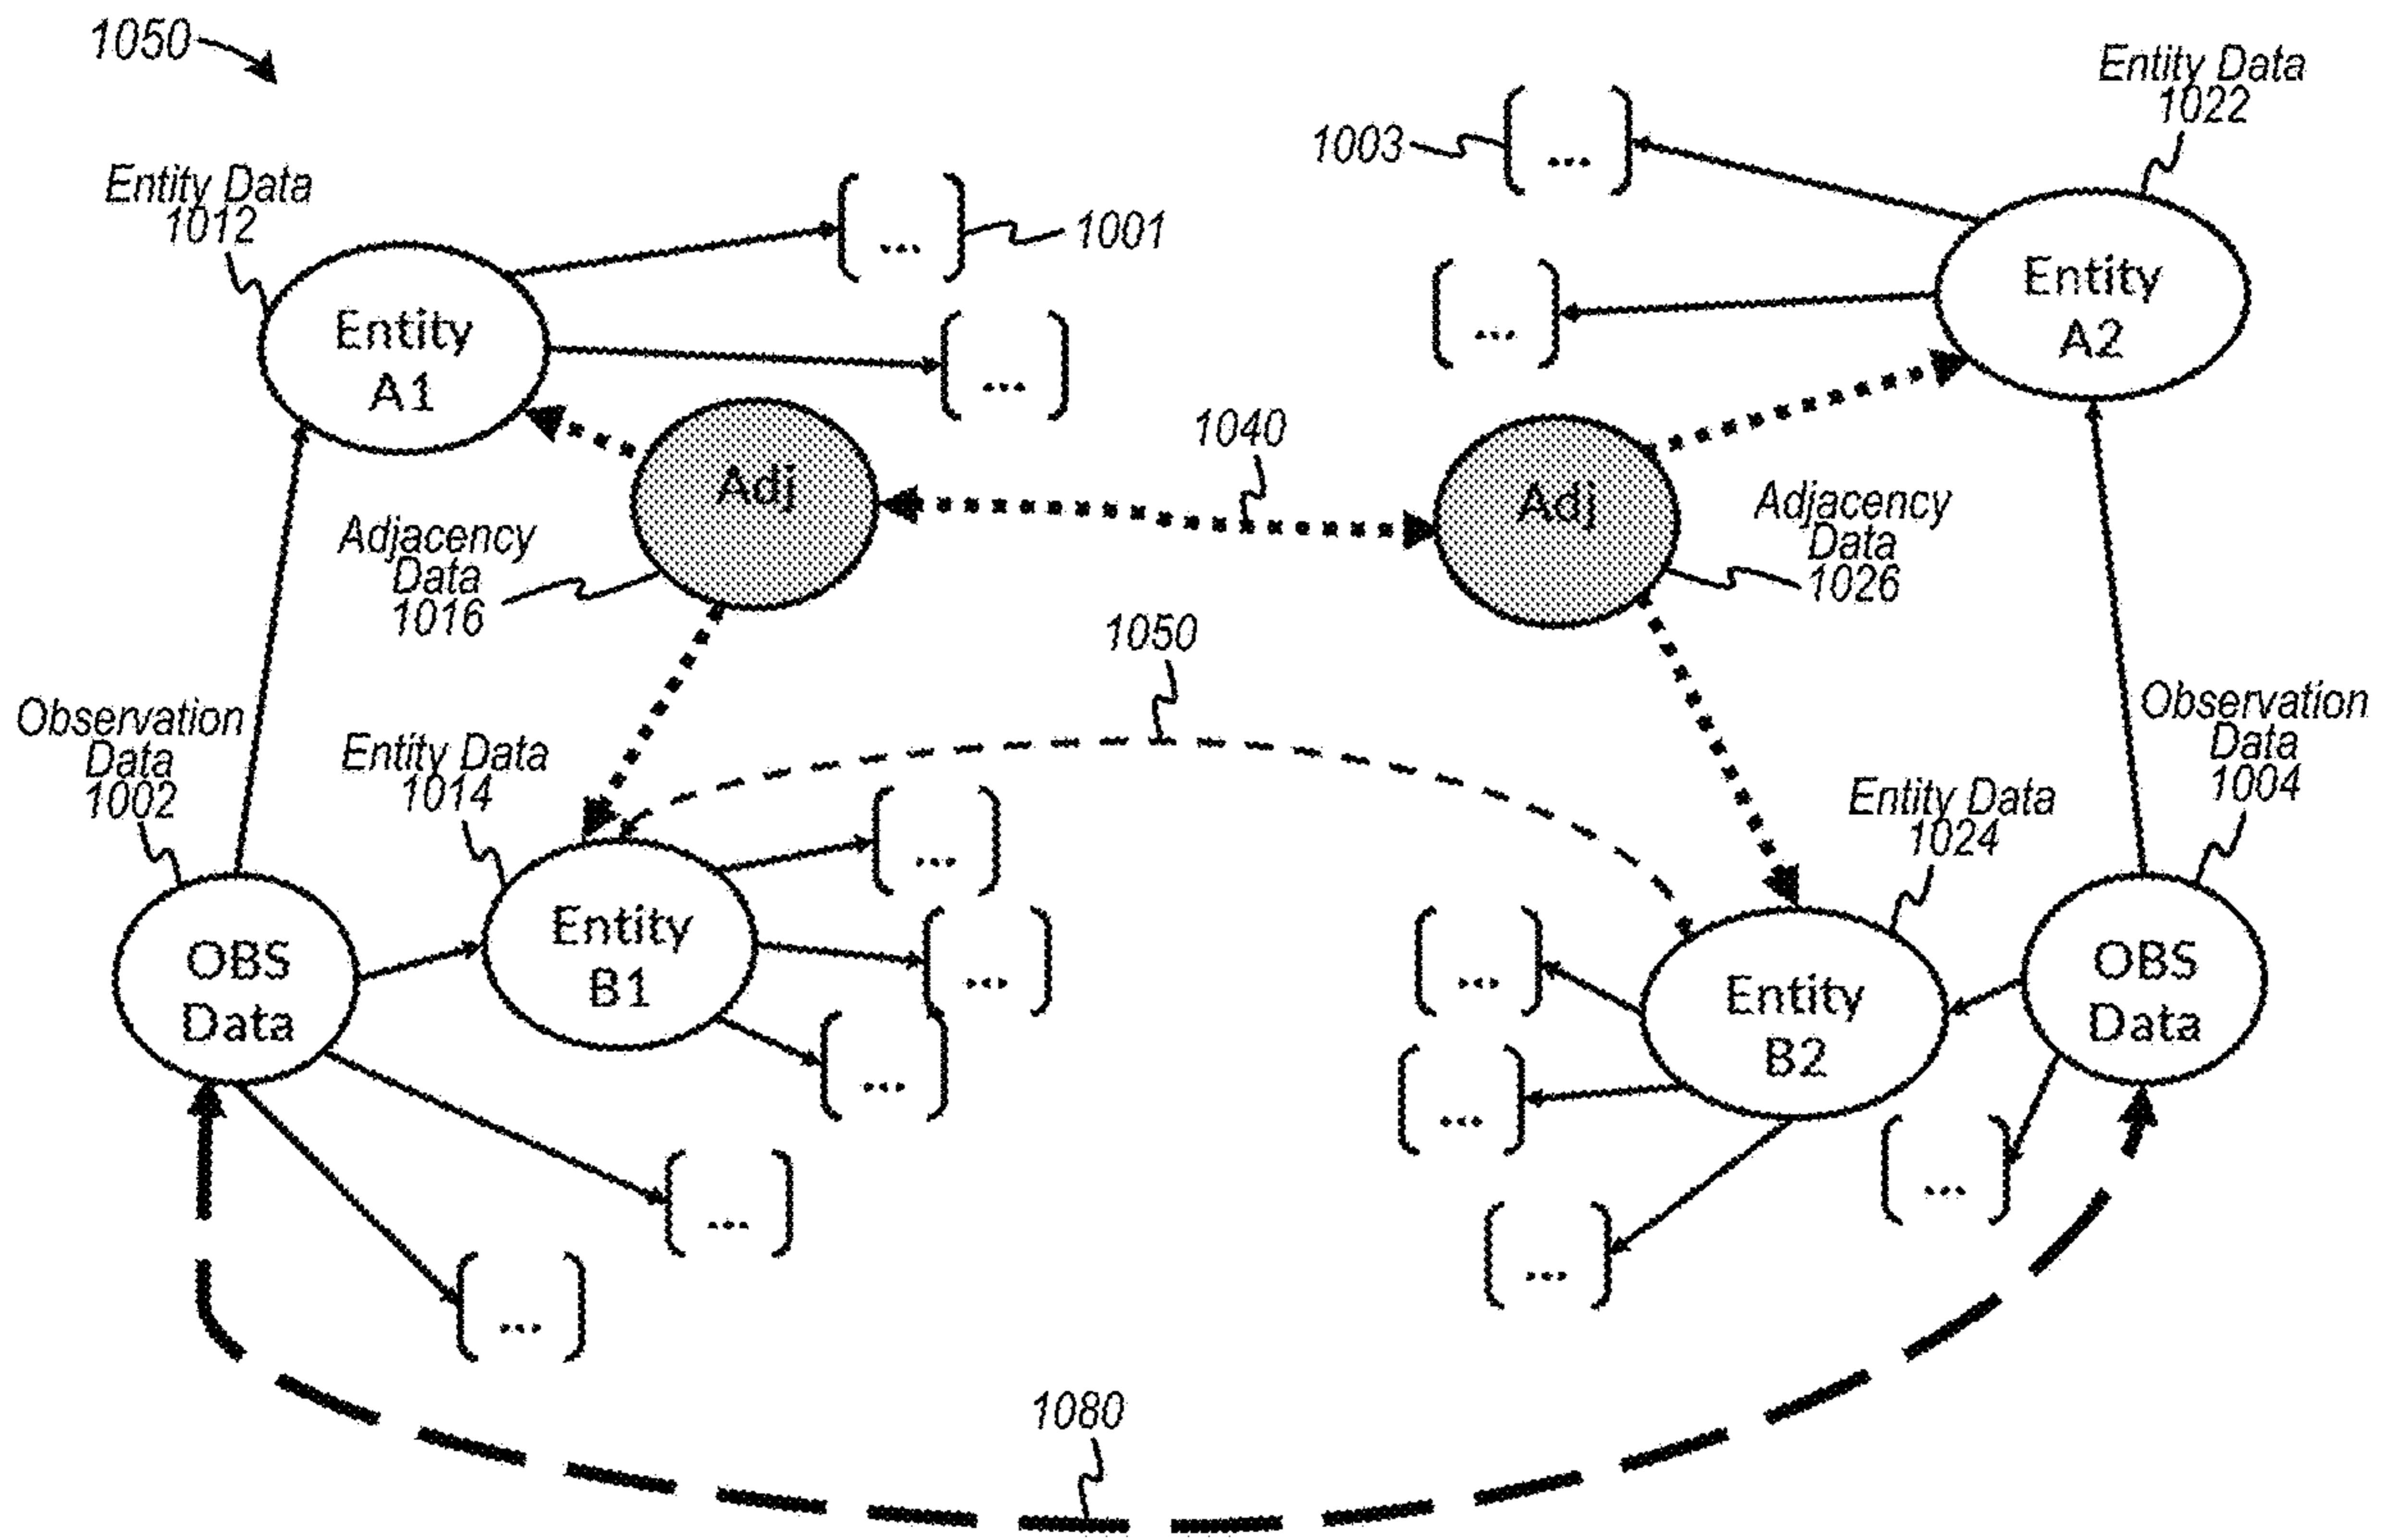 1050
Entity Data
1022
1003
...
Entity Data
1012
...
1001
Entity
A2
...
Entity
A1
...
1040
Adj
Adj
Adjacency
Data
1026
Adjacency
Data
1016
1050
Observation
Data
1002
Entity Data
1014
Observation
Data
1004
Entity Data
1024
...
Entity
B1
...
...
OBS
Data
...
Entity
B2
OBS
Data
...
...
...
...
...
...
1080